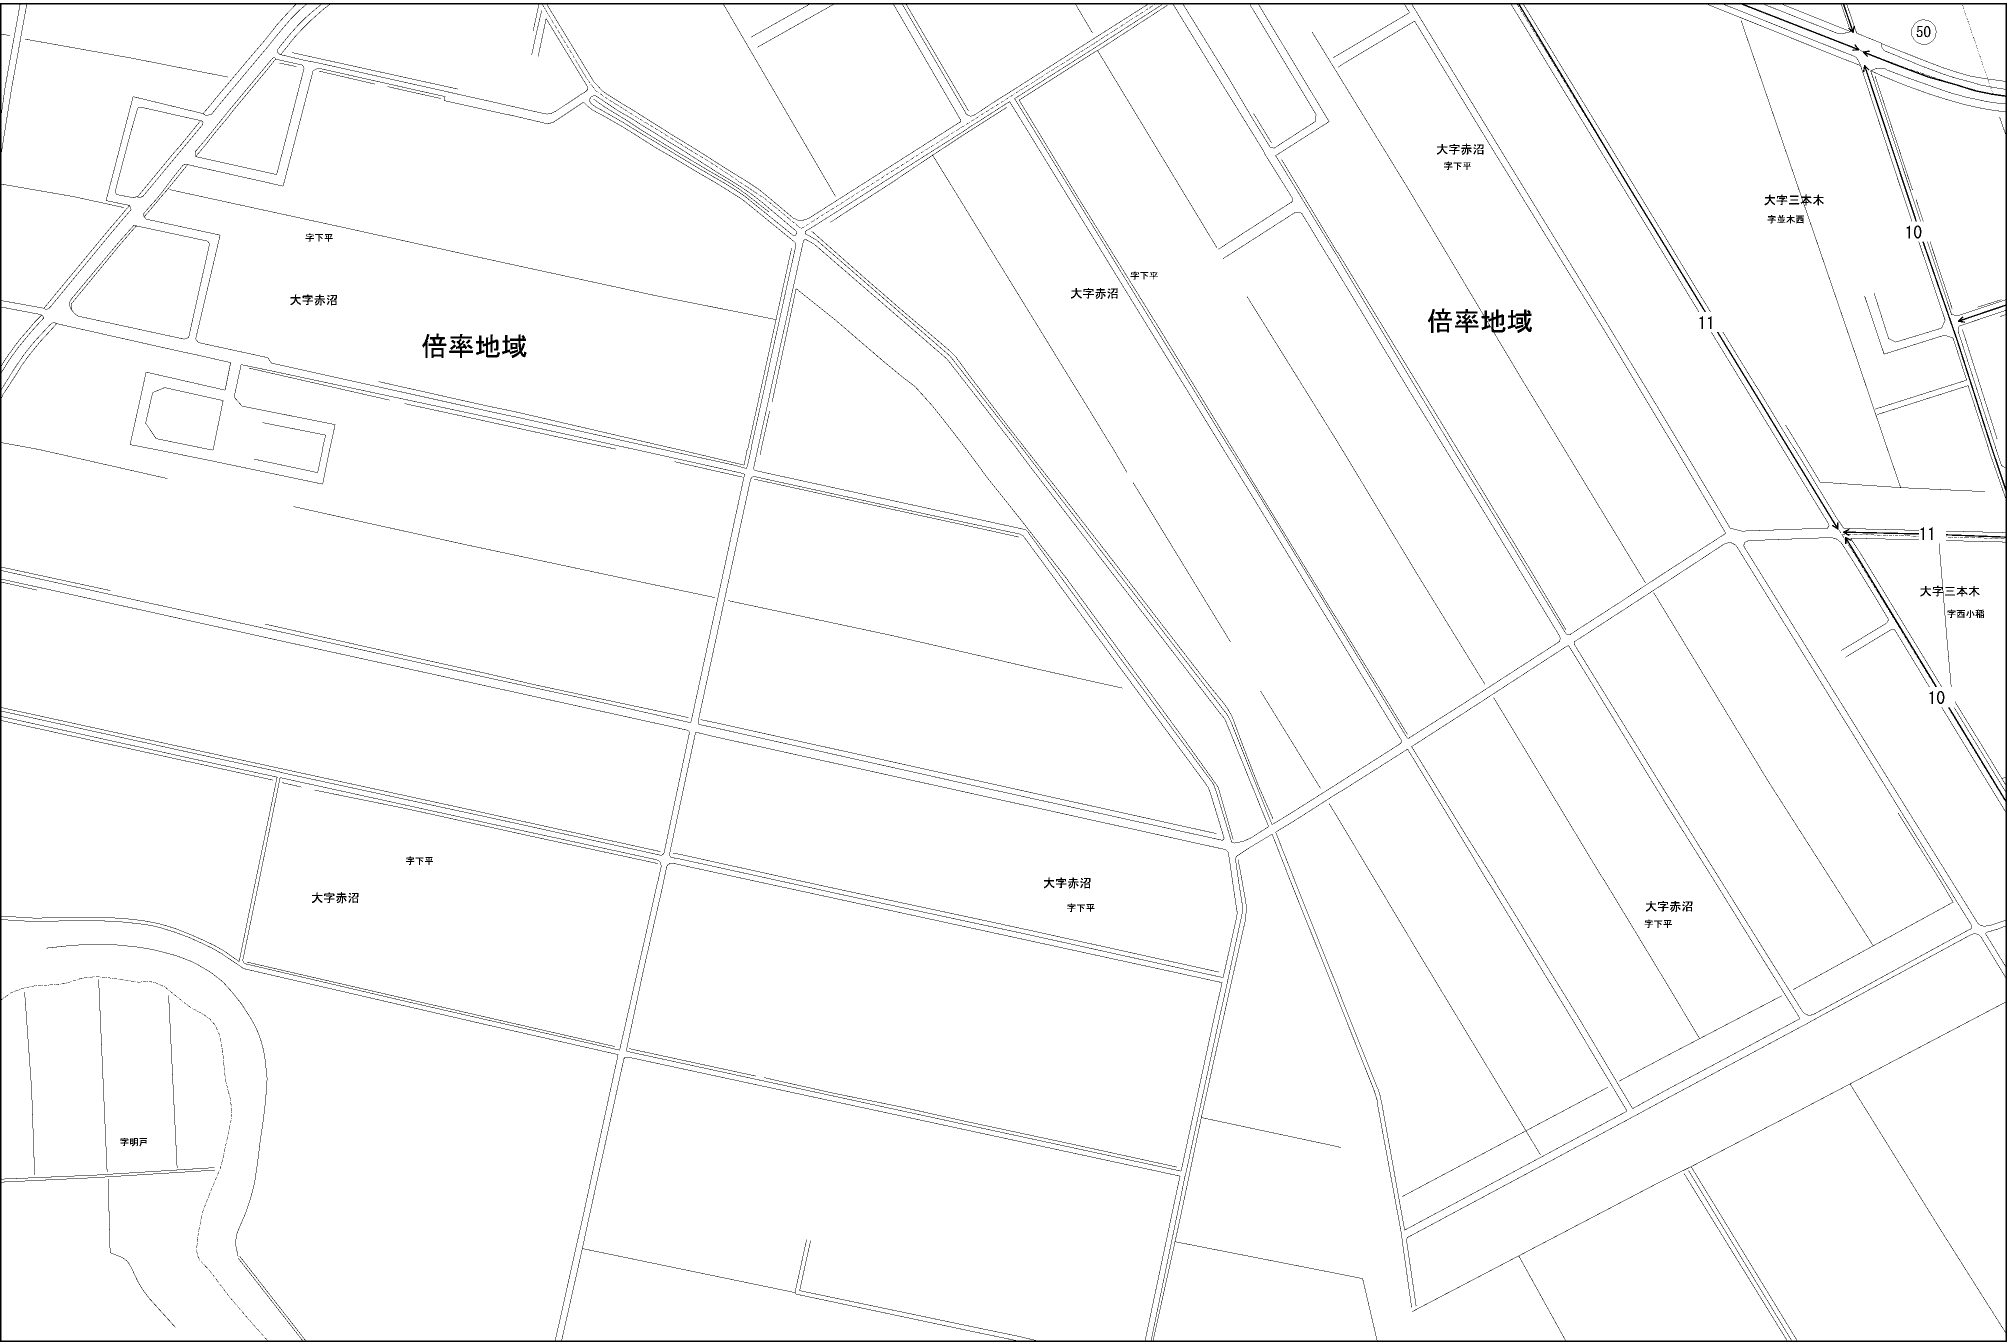 50
大字赤沼
字下平
大字三本木
字並木西
10
字下平
大字赤沼
倍率地域
字下平
大字赤沼
倍率地域
11
11
大字三本木
字西小稲
10
字下平
大字赤沼
大字赤沼
字下平
大字赤沼
字下平
字明戸